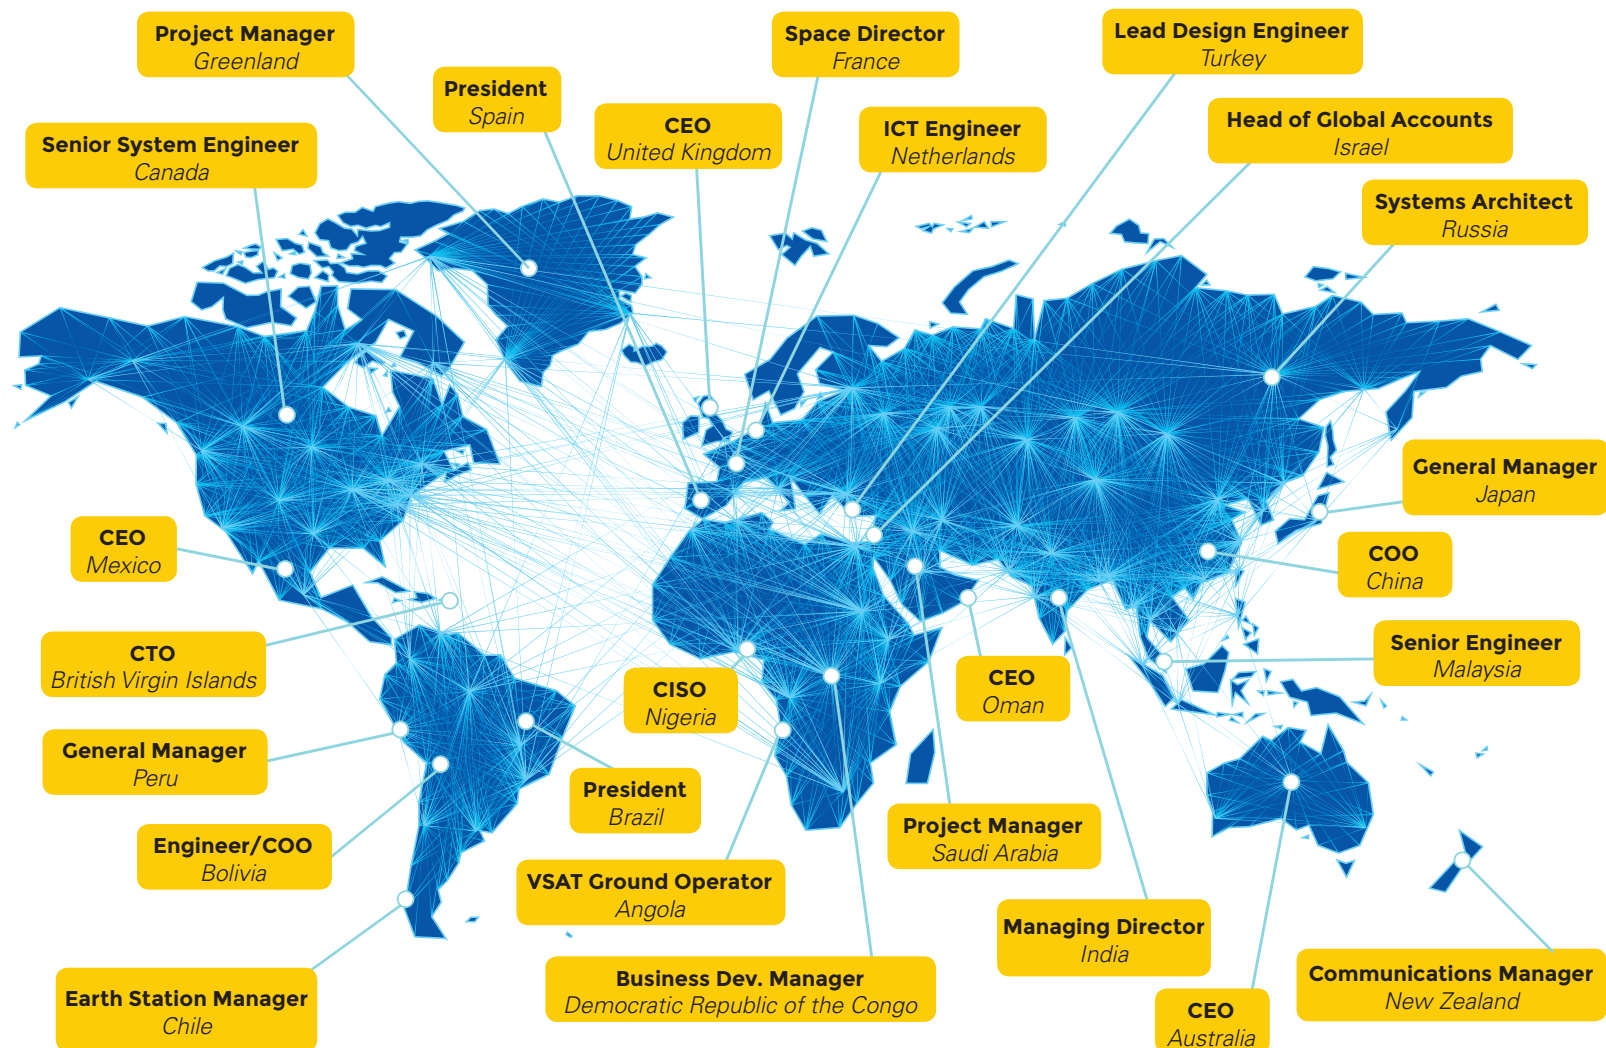 Project Manager
Greenland
Space Director
France
Lead Design Engineer
Turkey
President
Spain
CEO
United Kingdom
ICT Engineer
Netherlands
Head of Global Accounts
Israel
Senior System Engineer
Canada
Systems Architect
Russia
General Manager
Japan
CEO
Mexico
COO
China
CTO
British Virgin Islands
Senior Engineer
Malaysia
CISO
Nigeria
CEO
Oman
General Manager
Peru
President
Brazil
Project Manager
Saudi Arabia
Engineer/COO
Bolivia
VSAT Ground Operator
Angola
Managing Director
India
Business Dev. Manager
Democratic Republic of the Congo
Communications Manager
New Zealand
Earth Station Manager
Chile
CEO
Australia